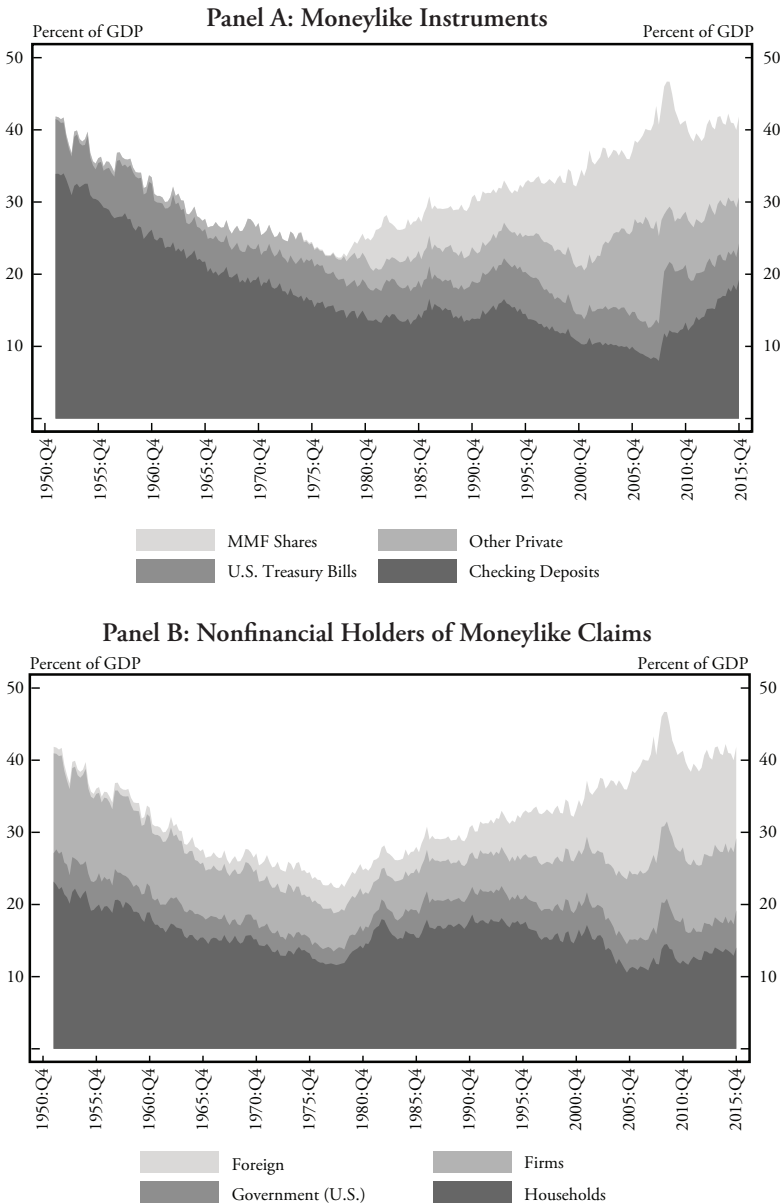 Panel A: Moneylike Instruments
Percent of GDP Percent of GDP
50 50
40 40
30 30
20 20
10 10
1950:Q4 1955:Q4 1960:Q4 1965:Q4 1970:Q4 1975:Q4 1980:Q4 1985:Q4 1990:Q4 1995:Q4 2000:Q4 2005:Q4 2010:Q4 2015:Q4
MMF Shares Other Private
U.S. Treasury Bills Checking Deposits
Panel B: Nonfinancial Holders of Moneylike Claims
Percent of GDP Percent of GDP
50 50
40 40
30 30
20 20
10 10
1950:Q4 1955:Q4 1960:Q4 1965:Q4 1970:Q4 1975:Q4 1980:Q4 1985:Q4 1990:Q4 1995:Q4 2000:Q4 2005:Q4 2010:Q4 2015:Q4
Foreign Firms
Government (U.S.) Households